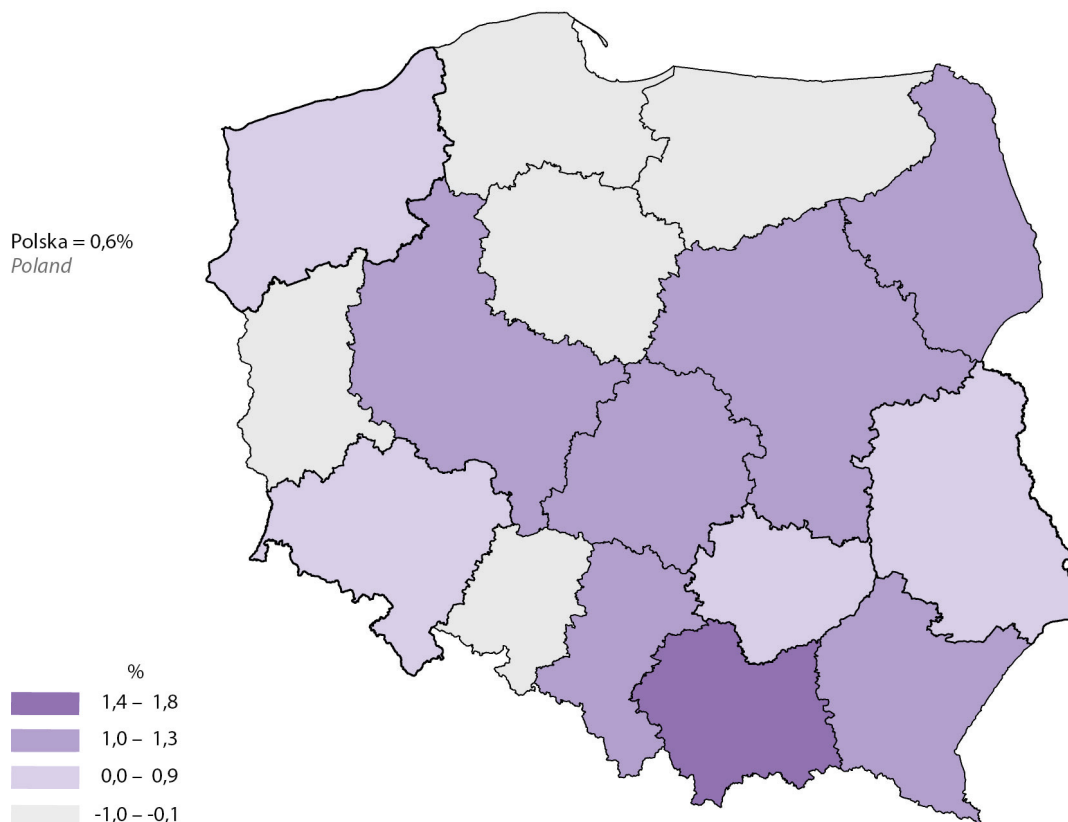 Polska = 0,6%
Poland
%
1,4 – 1,8
1,0 – 1,3
0,0 – 0,9
-1,0 – -0,1